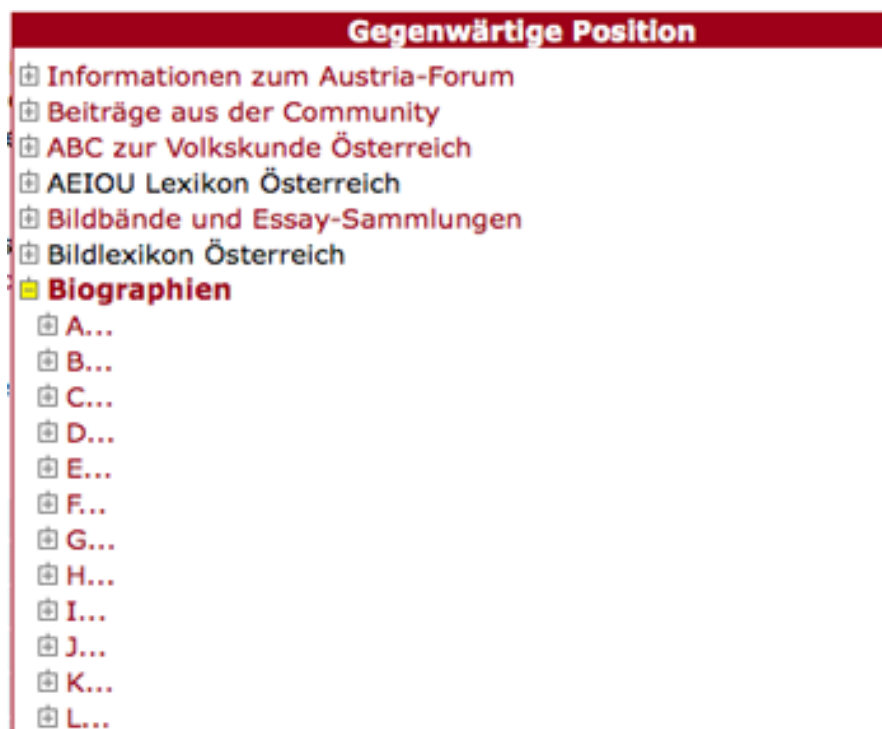 Gegenwärtige Position
Informationen zum Austria-Forum
Beiträge aus der Community
ABC zur Volkskunde Österreich
AEIOU Lexikon Österreich
Bildbände und Essay-Sammlungen
Bildlexikon Österreich
Biographien
A...
B...
C...
D...
E...
F...
G...
H...
I...
J...
K...
L...